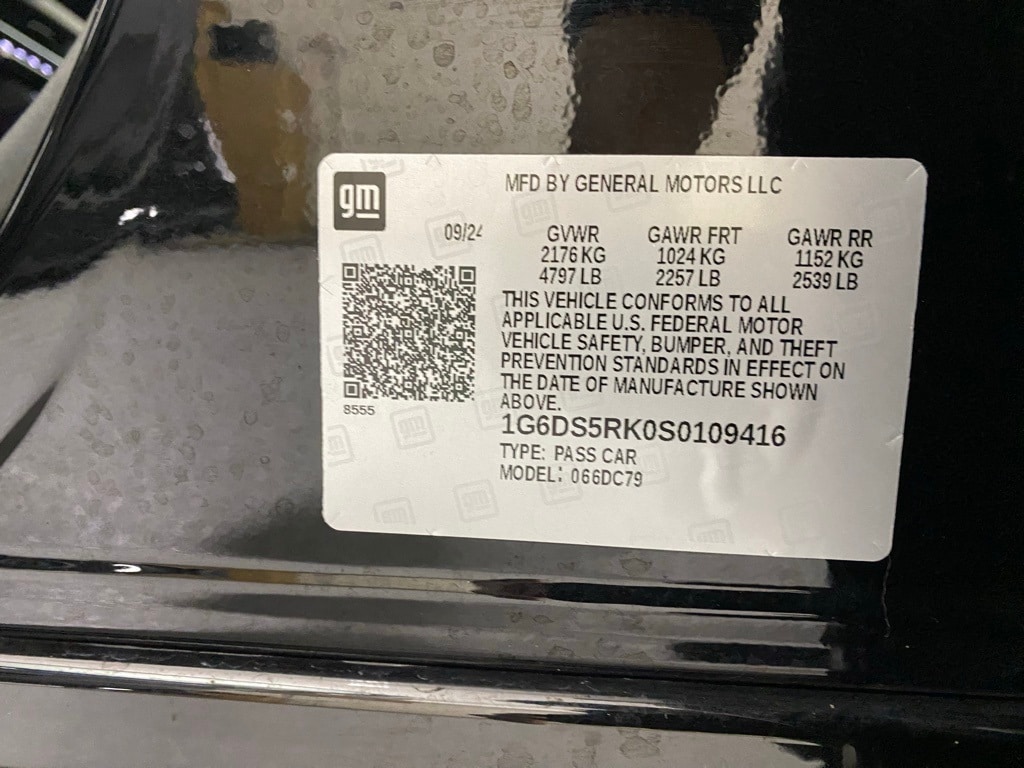 gm
MFD BY GENERAL MOTORS LLC
09/24
GVWR GAWR FRT GAWR RR
2176 KG 1024 KG 1152 KG
4797 LB 2257 LB 2539 LB
THIS VEHICLE CONFORMS TO ALL
APPLICABLE U.S. FEDERAL MOTOR
VEHICLE SAFETY, BUMPER, AND THEFT
PREVENTION STANDARDS IN EFFECT ON
THE DATE OF MANUFACTURE SHOWN
ABOVE.
8555
1G6DS5RK0S0109416
TYPE: PASS CAR
MODEL: 066DC79